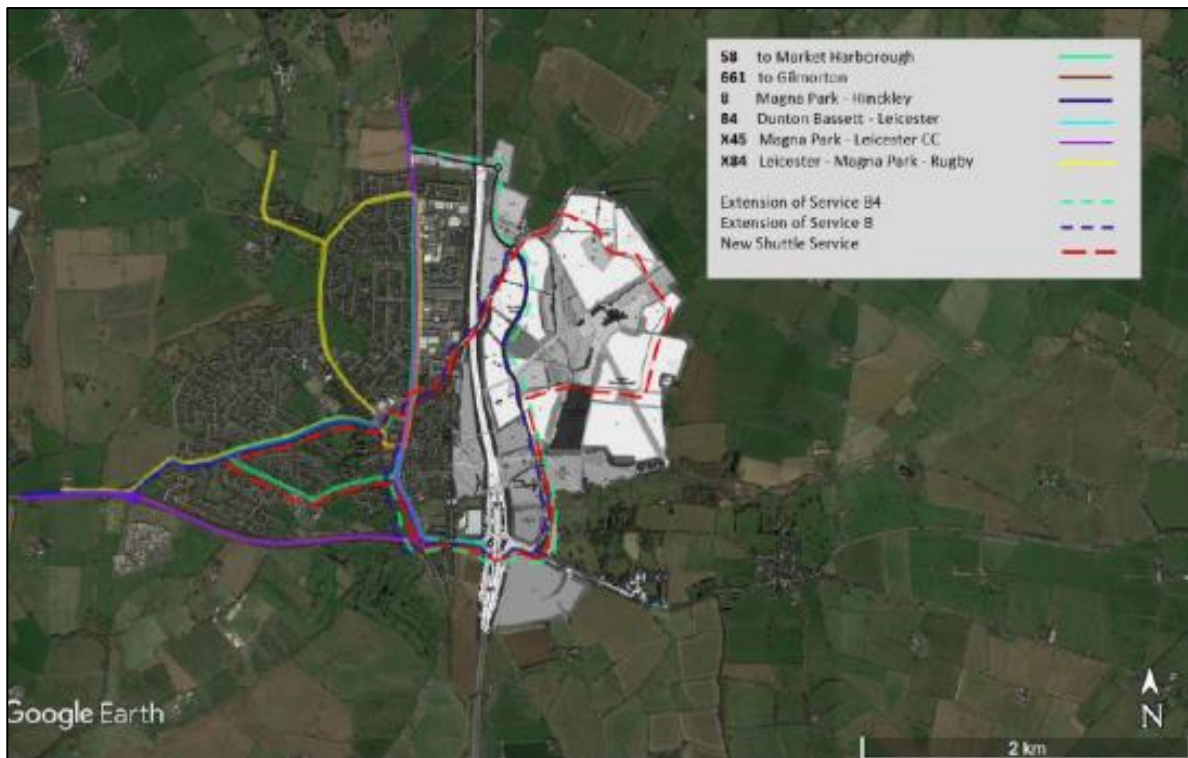 58 to Market Harborough
661 to Gilmorton
8 Magna Park - Hinckley
84 Dunton Bassett - Leicester
X45 Magna Park - Leicester CC
X84 Leicester - Magna Park - Rugby
Extension of Service 84
Extension of Service 8
New Shuttle Service
Google Earth
N
2 km